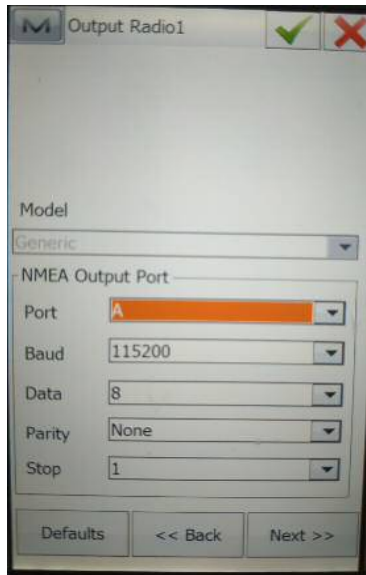 Output Radio1
Model
Generic
NMEA Output Port
Port A
Baud 115200
Data 8
Parity None
Stop 1
Defaults << Back Next >>